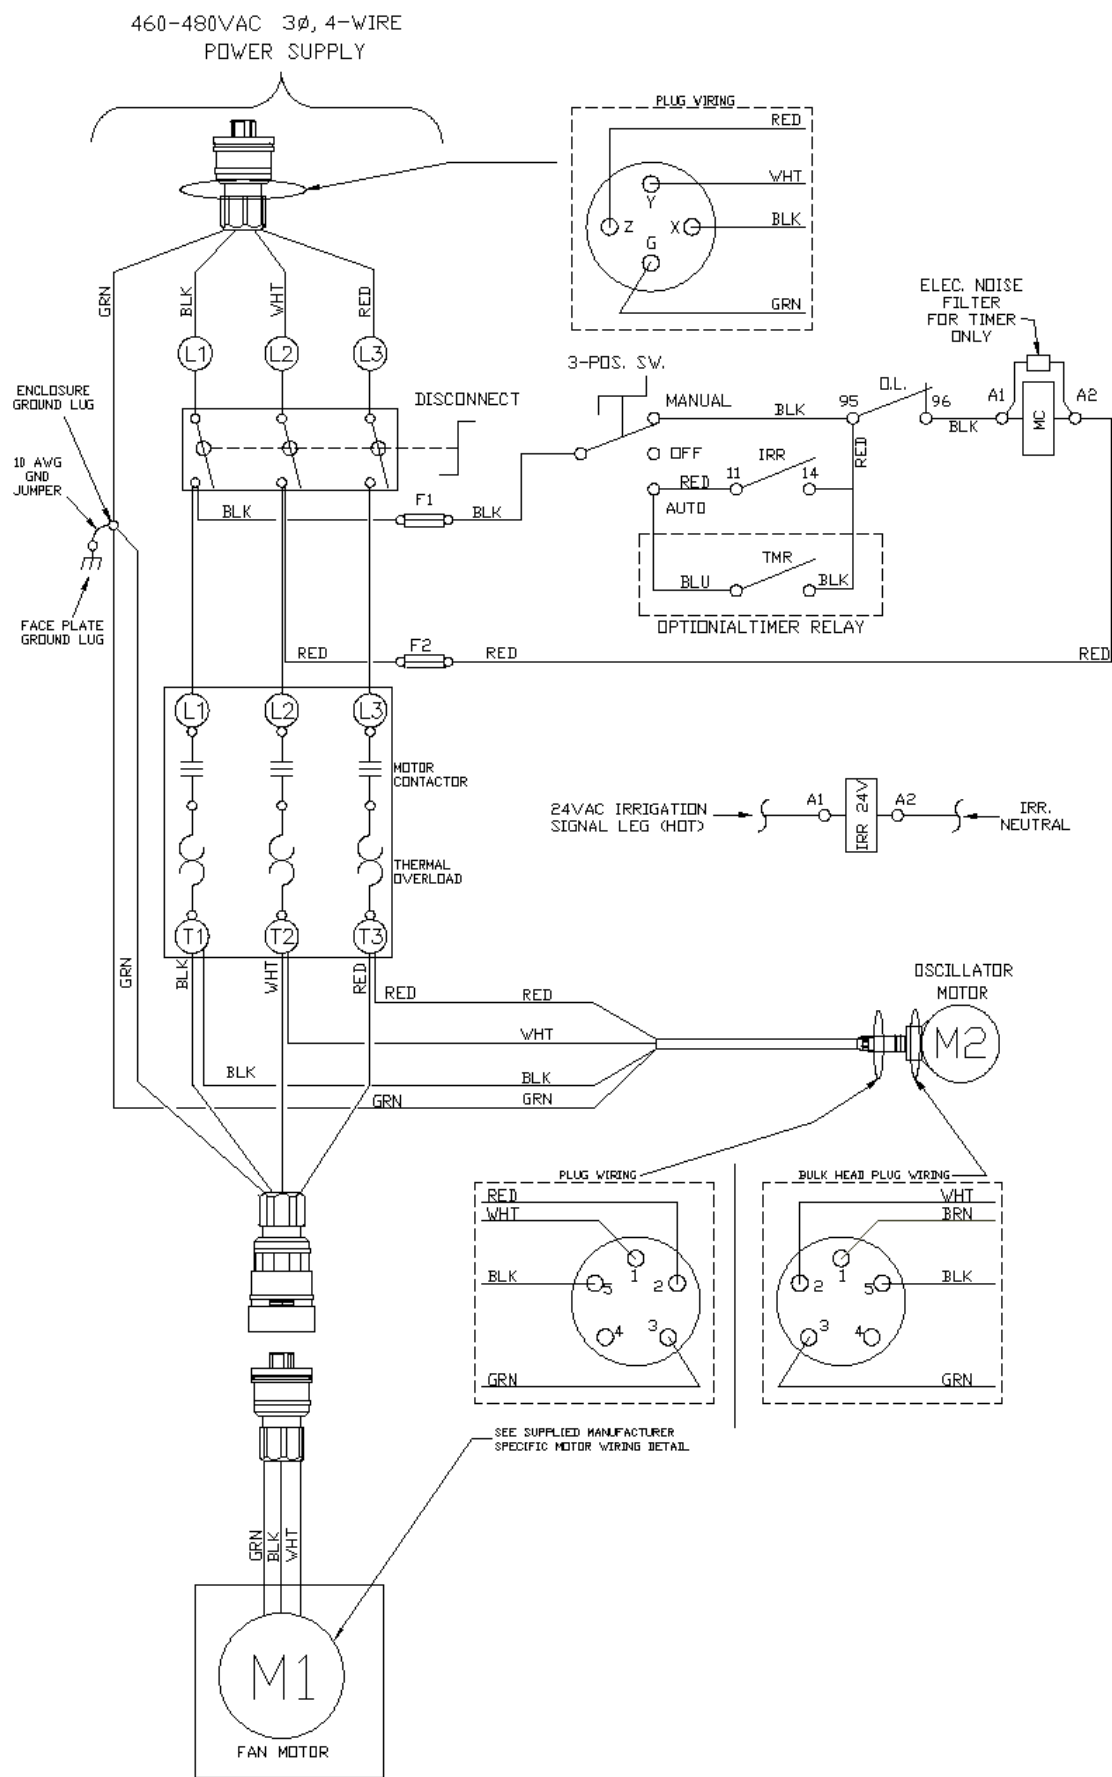 460-480VAC 3ø, 4-WIRE
POWER SUPPLY
PLUG WIRING
RED
WHT
BLK
GRN
Y
Z
X
G
GRN
BLK
WHT
RED
L1
L2
L3
ELEC. NOISE
FILTER
FOR TIMER
ONLY
3-POS. SW.
MANUAL
BLK
95
O.L.
96
BLK
A1
MC
A2
DISCONNECT
ENCLOSURE
GROUND LUG
10 AWG
GND
JUMPER
OFF
IRR
RED
11
14
RED
AUTO
BLK
F1
BLK
TMR
BLU
BLK
OPTIONIALTIMER RELAY
FACE PLATE
GROUND LUG
RED
F2
RED
RED
L1
L2
L3
MOTOR
CONTACTOR
THERMAL
OVERLOAD
24VAC IRRIGATION
SIGNAL LEG (HOT)
A1
IRR 24V
A2
IRR.
NEUTRAL
T1
T2
T3
GRN
BLK
WHT
RED
RED
RED
WHT
BLK
BLK
GRN
GRN
OSCILLATOR
MOTOR
M2
PLUG WIRING
RED
WHT
BLK
GRN
1
2
3
4
5
BULK HEAD PLUG WIRING
WHT
BRN
BLK
GRN
1
2
3
4
5
SEE SUPPLIED MANUFACTURER
SPECIFIC MOTOR WIRING DETAIL
GRN
BLK
WHT
M1
FAN MOTOR